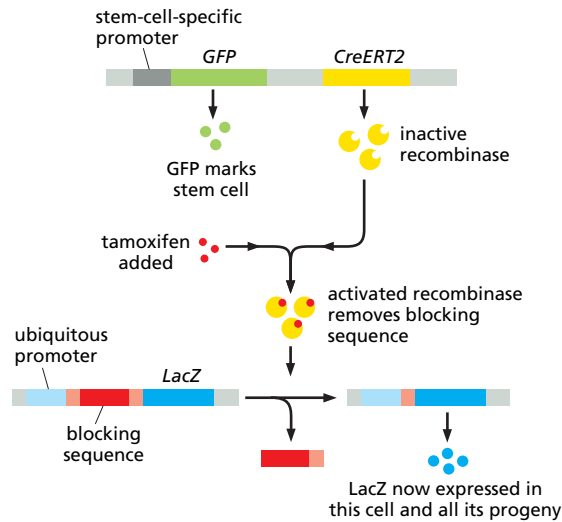 stem-cell-specific
promoter
GFP
CreERT2
GFP marks
stem cell
inactive
recombinase
tamoxifen
added
activated recombinase
removes blocking
sequence
ubiquitous
promoter
LacZ
blocking
sequence
LacZ now expressed in
this cell and all its progeny